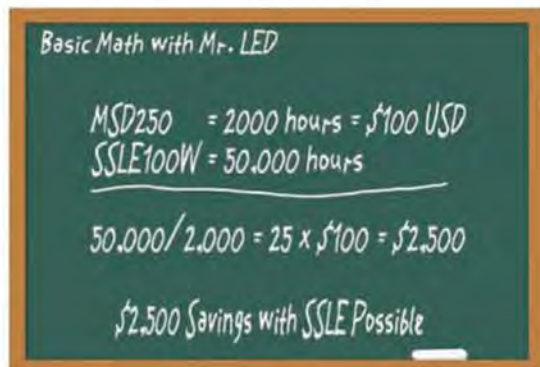 Basic Math with Mr. LED
MSD250 = 2000 hours = $100 USD
SSLE100W = 50.000 hours
50.000/2.000 = 25 x $100 = $2.500
$2.500 Savings with SSLE Possible